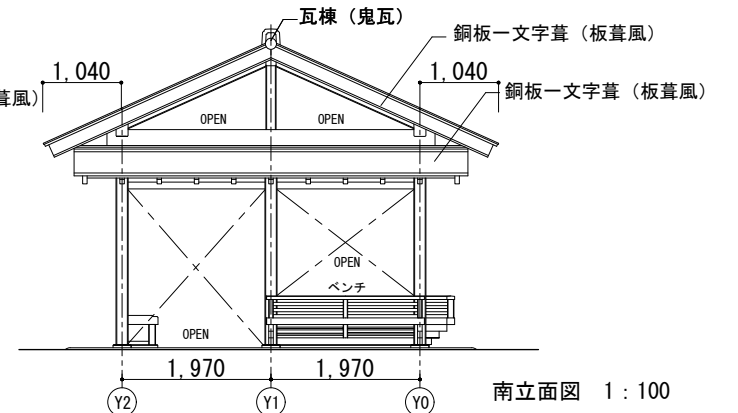 瓦棟（鬼瓦）
銅板一文字葺（板葺風）
1,040
1,040
葺風）
銅板一文字葺（板葺風）
OPEN
OPEN
OPEN
ベンチ
OPEN
1,970
1,970
Y2
Y1
Y0
南立面図 1：100